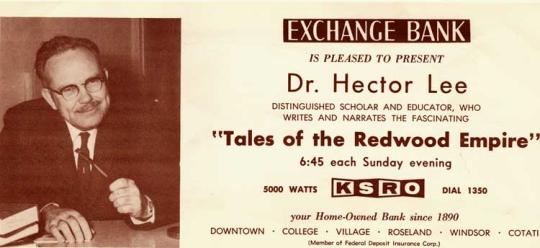 EXCHANGE BANK
IS PLEASED TO PRESENT
Dr. Hector Lee
DISTINGUISHED SCHOLAR AND EDUCATOR, WHO
WRITES AND NARRATES THE FASCINATING
"Tales of the Redwood Empire"
6:45 each Sunday evening
5000 WATTS KSRO DIAL 1350
your Home-Owned Bank since 1890
DOWNTOWN · COLLEGE · VILLAGE · ROSELAND · WINDSOR · COTATI
(Member of Federal Deposit Insurance Corp.)